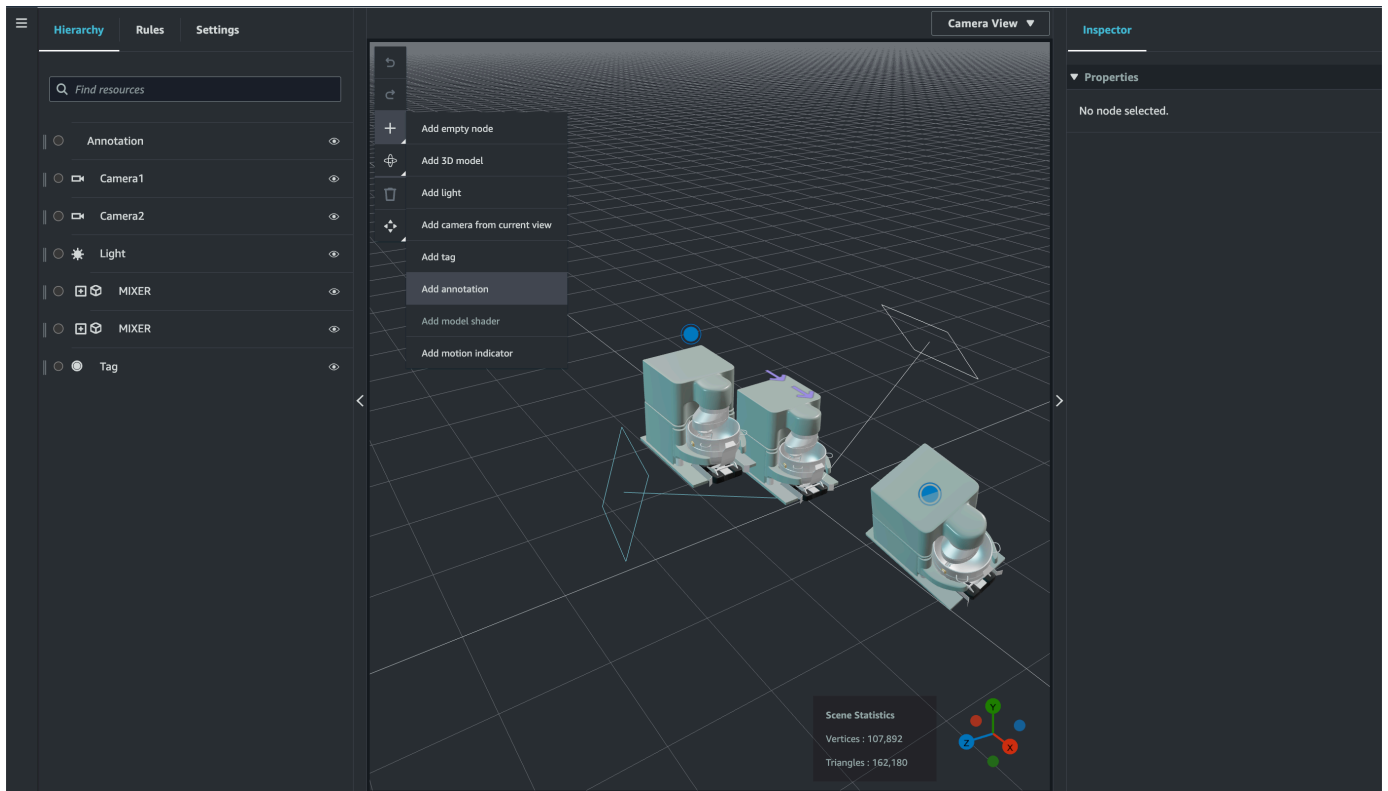 Hierarchy Rules Settings
Find resources
Annotation
Camera1
Camera2
Light
MIXER
MIXER
Tag
Camera View
Add empty node
Add 3D model
Add light
Add camera from current view
Add tag
Add annotation
Add model shader
Add motion indicator
Scene Statistics
Vertices : 107,892
Triangles : 162,180
Y
Z
X
Inspector
Properties
No node selected.